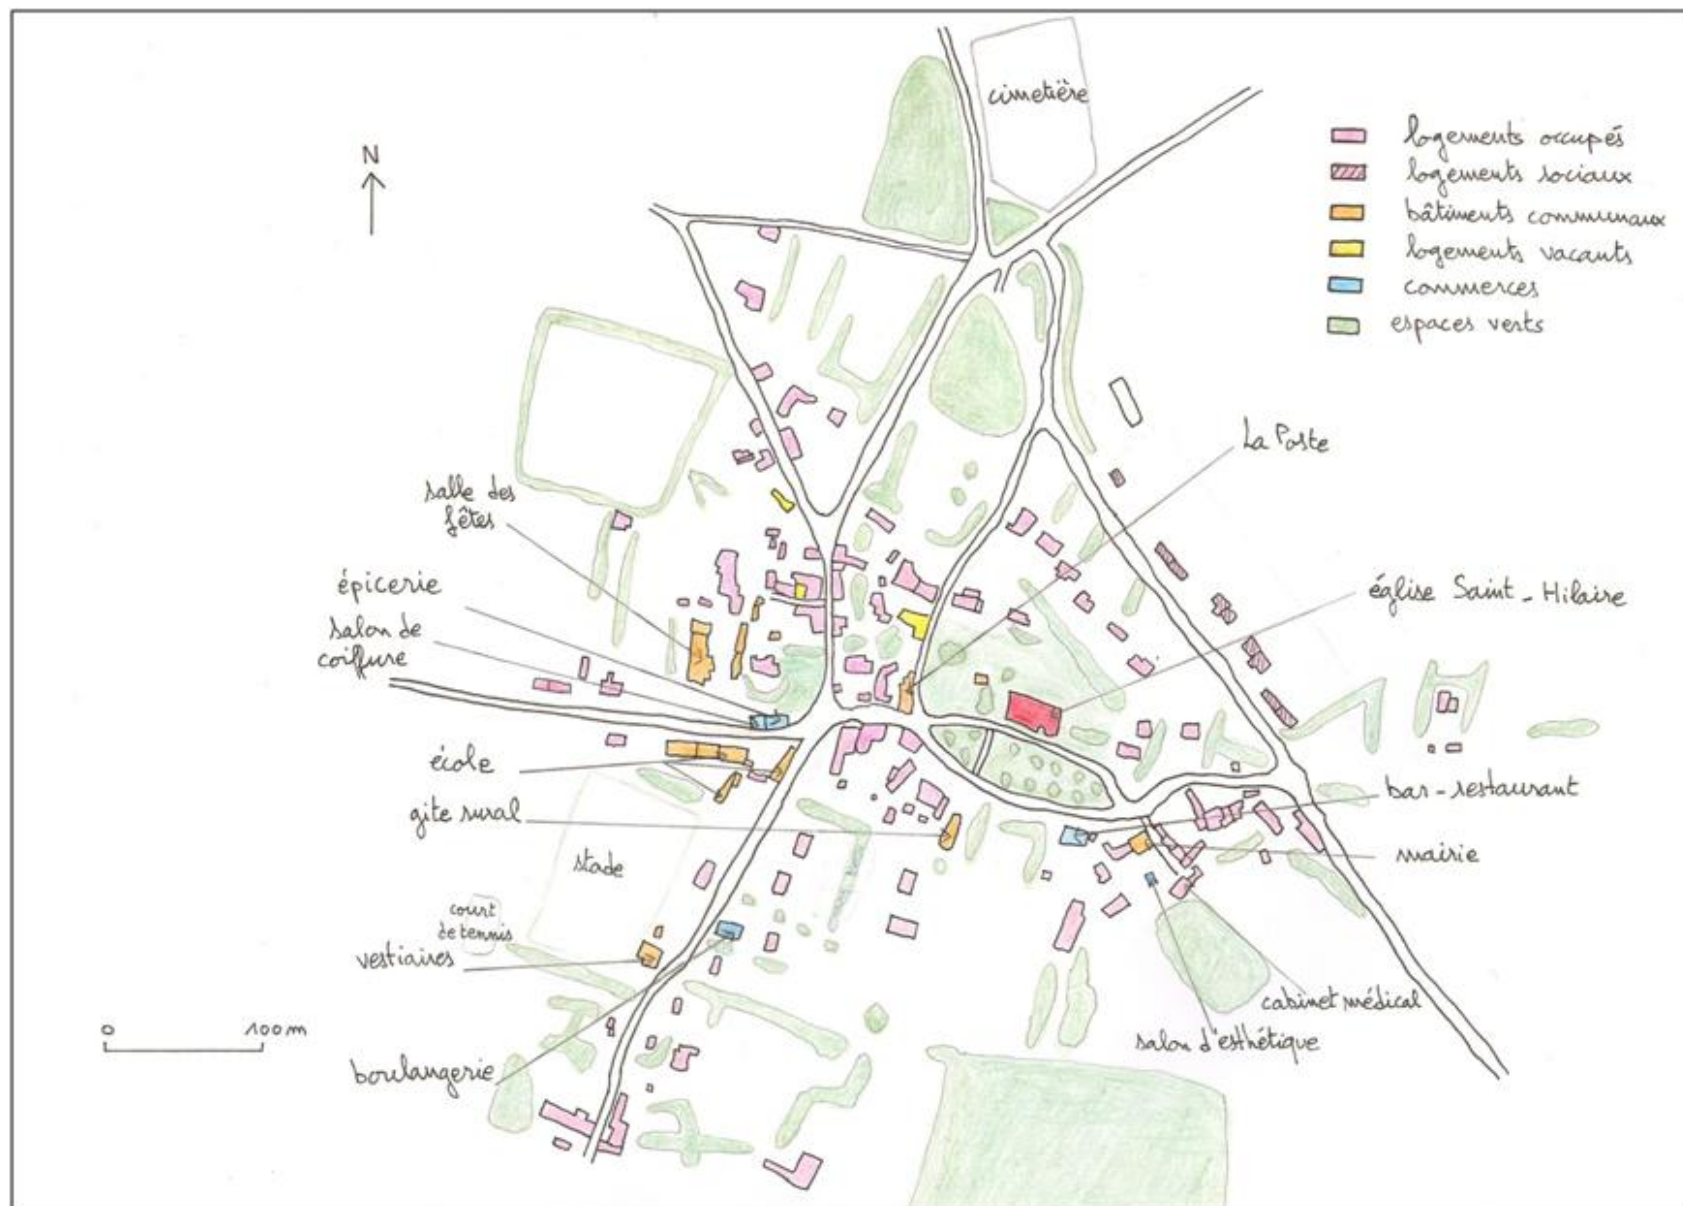 cimetière
N
logements occupés
logements sociaux
bâtiments communaux
logements vacants
commerces
espaces verts
La Poste
salle des
fêtes
épicerie
église Saint-Hilaire
salon de
coiffure
école
bar-restaurant
gite rural
mairie
stade
court
de tennis
vestiaires
cabinet médical
salon d'esthétique
0 100m
boulangerie